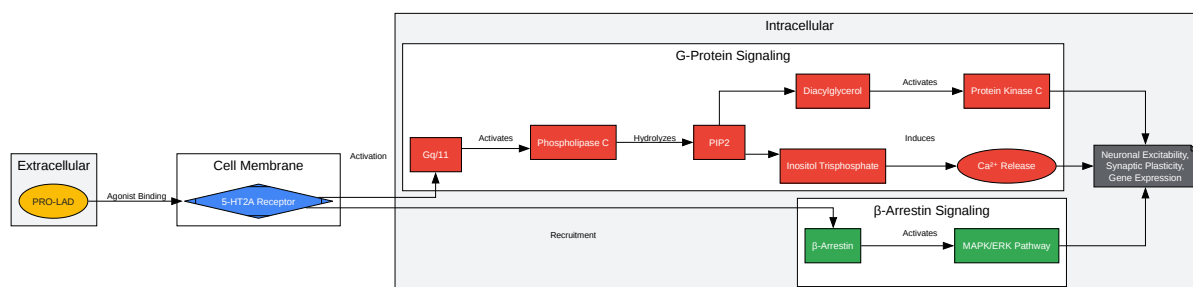 Intracellular
G-Protein Signaling
Diacylglycerol
Activates
Protein Kinase C
Gq/11
Activates
Phospholipase C
Hydrolyzes
PIP2
Induces
Inositol Trisphosphate
Ca²⁺ Release
Neuronal Excitability,
Synaptic Plasticity,
Gene Expression
Extracellular
PRO-LAD
Agonist Binding
Cell Membrane
5-HT2A Receptor
Activation
Recruitment
β-Arrestin Signaling
β-Arrestin
Activates
MAPK/ERK Pathway